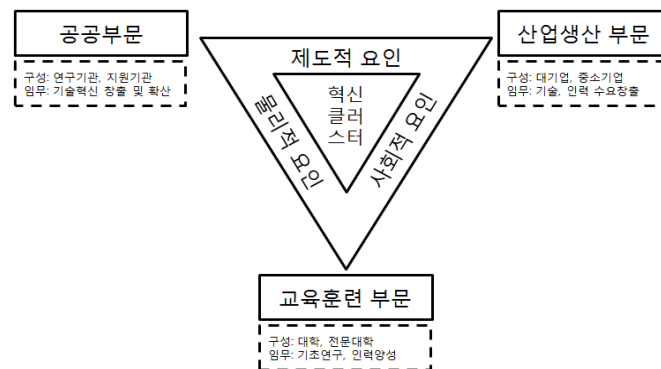 공공부문
구성: 연구기관, 지원기관
임무: 기술혁신 창출 및 확산
제도적 요인
물리적 요인
사회적 요인
혁신
클러
스터
산업생산 부문
구성: 대기업, 중소기업
임무: 기술, 인력 수요창출
교육훈련 부문
구성: 대학, 전문대학
임무: 기초연구, 인력양성